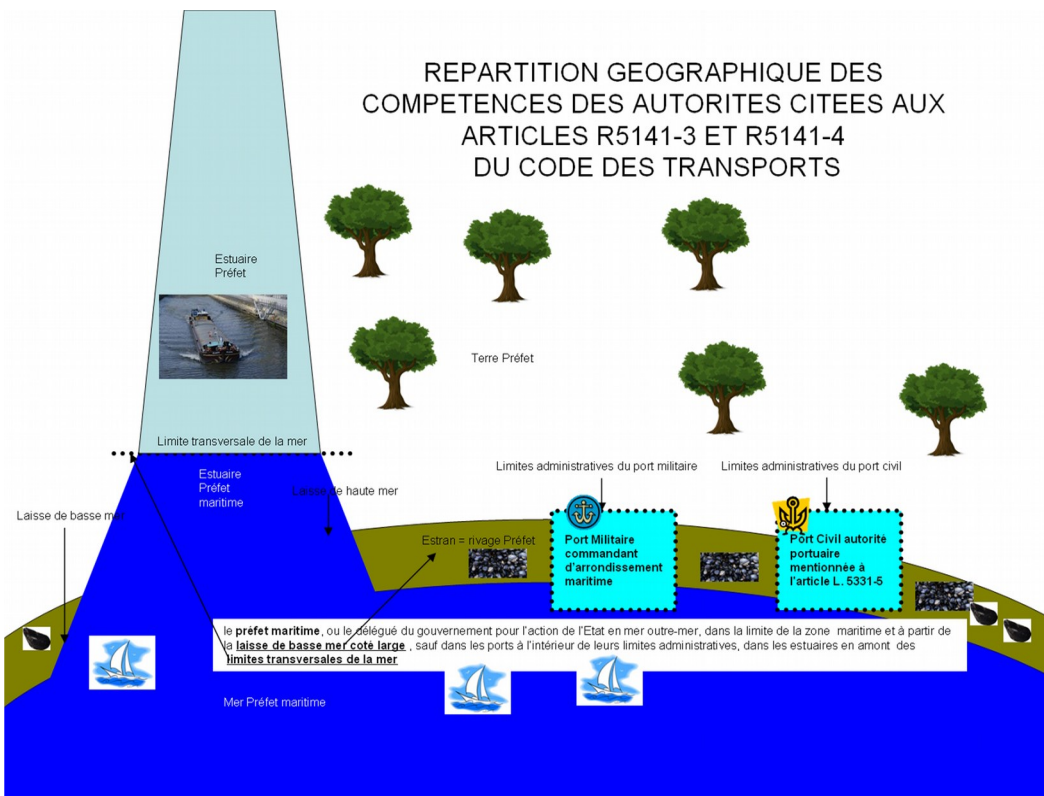 REPARTITION GEOGRAPHIQUE DES
COMPETENCES DES AUTORITES CITEES AUX
ARTICLES R5141-3 ET R5141-4
DU CODE DES TRANSPORTS
Estuaire
Préfet
Terre Préfet
Limite transversale de la mer
Estuaire
Préfet
maritime
Limites administratives du port militaire
Limites administratives du port civil
Laisse de haute mer
Laisse de basse mer
Estran = rivage Préfet
Port Militaire
commandant
d'arrondissement
maritime
Port Civil autorité
portuaire
mentionnée à
l'article L. 5331-5
le préfet maritime, ou le délégué du gouvernement pour l'action de l'Etat en mer outre-mer, dans la limite de la zone maritime et à partir de
la laisse de basse mer coté large , sauf dans les ports à l'intérieur de leurs limites administratives, dans les estuaires en amont des
limites transversales de la mer
Mer Préfet maritime